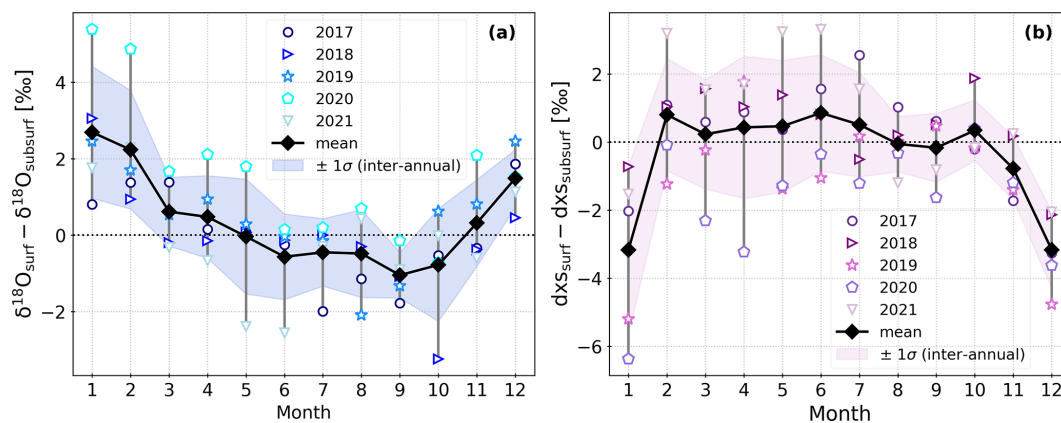 (a)
2017
2018
2019
2020
2021
mean
± 1σ (inter-annual)
δ¹⁸O_surf − δ¹⁸O_subsurf [‰]
4
2
0
−2
1 2 3 4 5 6 7 8 9 10 11 12
Month
(b)
dxs_surf − dxs_subsurf [‰]
2
0
−2
−4
−6
2017
2018
2019
2020
2021
mean
± 1σ (inter-annual)
1 2 3 4 5 6 7 8 9 10 11 12
Month